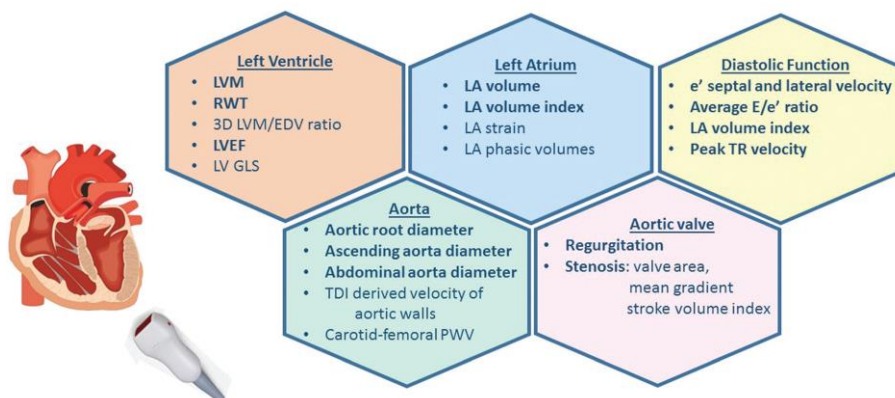 Left Ventricle
• LVM
• RWT
• 3D LVM/EDV ratio
• LVEF
• LV GLS
Left Atrium
• LA volume
• LA volume index
• LA strain
• LA phasic volumes
Diastolic Function
• e’ septal and lateral velocity
• Average E/e’ ratio
• LA volume index
• Peak TR velocity
Aorta
• Aortic root diameter
• Ascending aorta diameter
• Abdominal aorta diameter
• TDI derived velocity of
aortic walls
• Carotid-femoral PWV
Aortic valve
• Regurgitation
• Stenosis: valve area,
mean gradient
stroke volume index